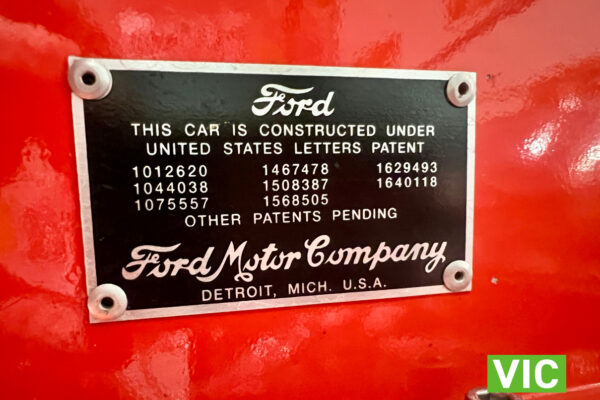 Ford
THIS CAR IS CONSTRUCTED UNDER
UNITED STATES LETTERS PATENT
1012620 1467478 1629493
1044038 1508387 1640118
1075557 1568505
OTHER PATENTS PENDING
Ford Motor Company
DETROIT, MICH. U.S.A.
VIC